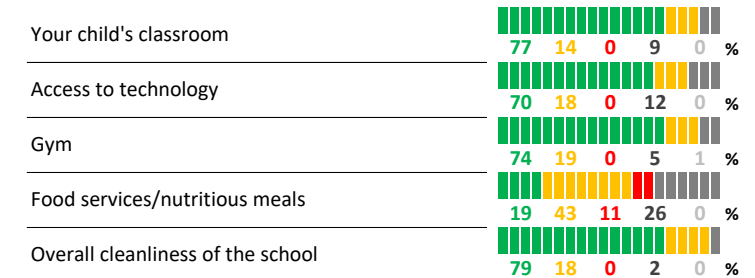 Your child's classroom
77 14 0 9 0 %
Access to technology
70 18 0 12 0 %
Gym
74 19 0 5 1 %
Food services/nutritious meals
19 43 11 26 0 %
Overall cleanliness of the school
79 18 0 2 0 %